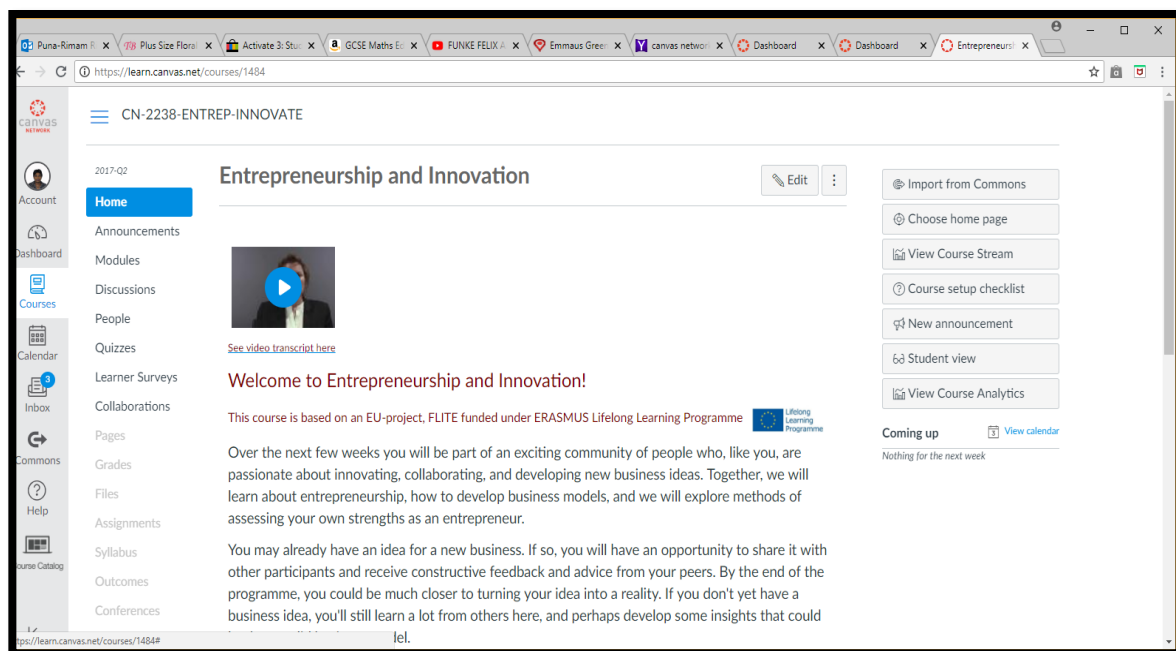 Puna-Rimam R
Plus Size Floral
Activate 3: Stud
GCSE Maths Ed
FUNKE FELIX A
Emmaus Green
canvas networ
Dashboard
Dashboard
Entrepreneurs
https://learn.canvas.net/courses/1484
canvas
NETWORK
CN-2238-ENTREP-INNOVATE
Account
Dashboard
Courses
Calendar
3
Inbox
Commons
Help
ourse Catalog
2017-Q2
Home
Announcements
Modules
Discussions
People
Quizzes
Learner Surveys
Collaborations
Pages
Grades
Files
Assignments
Syllabus
Outcomes
Conferences
Entrepreneurship and Innovation
Edit
See video transcript here
Welcome to Entrepreneurship and Innovation!
This course is based on an EU-project, FLITE funded under ERASMUS Lifelong Learning Programme
Lifelong
Learning
Programme
Over the next few weeks you will be part of an exciting community of people who, like you, are
passionate about innovating, collaborating, and developing new business ideas. Together, we will
learn about entrepreneurship, how to develop business models, and we will explore methods of
assessing your own strengths as an entrepreneur.
You may already have an idea for a new business. If so, you will have an opportunity to share it with
other participants and receive constructive feedback and advice from your peers. By the end of the
programme, you could be much closer to turning your idea into a reality. If you don't yet have a
business idea, you'll still learn a lot from others here, and perhaps develop some insights that could
del.
Import from Commons
Choose home page
View Course Stream
Course setup checklist
New announcement
Student view
View Course Analytics
Coming up
3
View calendar
Nothing for the next week
tps://learn.canvas.net/courses/1484#